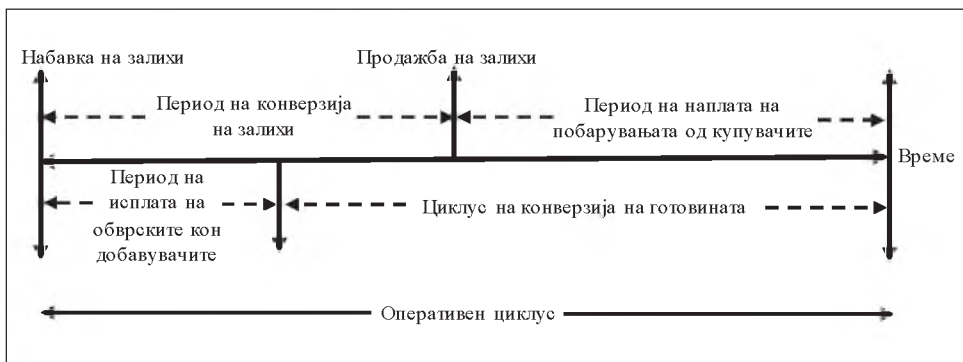 Набавка на залихи
Продажба на залихи
Период на конверзија
на залихи
Период на наплата на
побарувањата од купувачите
Време
Период на
исплата на
обврските кон
добавувачите
Циклус на конверзија на готовината
Оперативен циклус